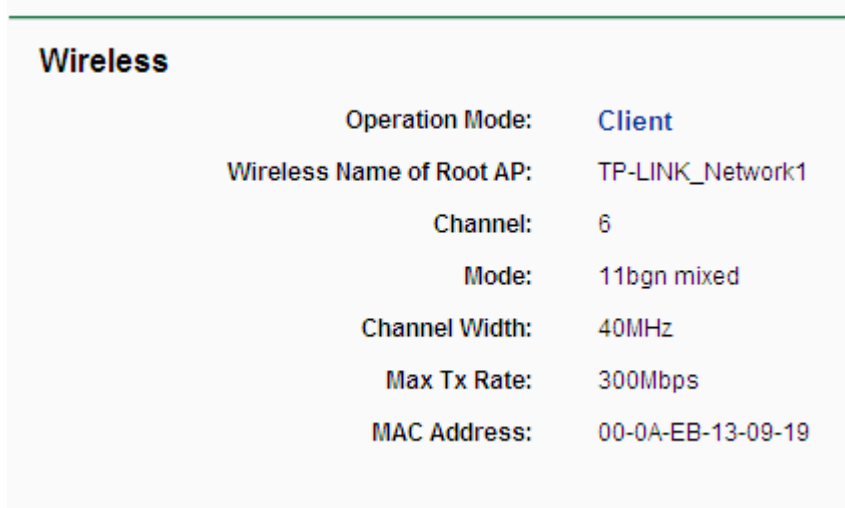 Wireless
Operation Mode: Client
Wireless Name of Root AP: TP-LINK_Network1
Channel: 6
Mode: 11bgn mixed
Channel Width: 40MHz
Max Tx Rate: 300Mbps
MAC Address: 00-0A-EB-13-09-19